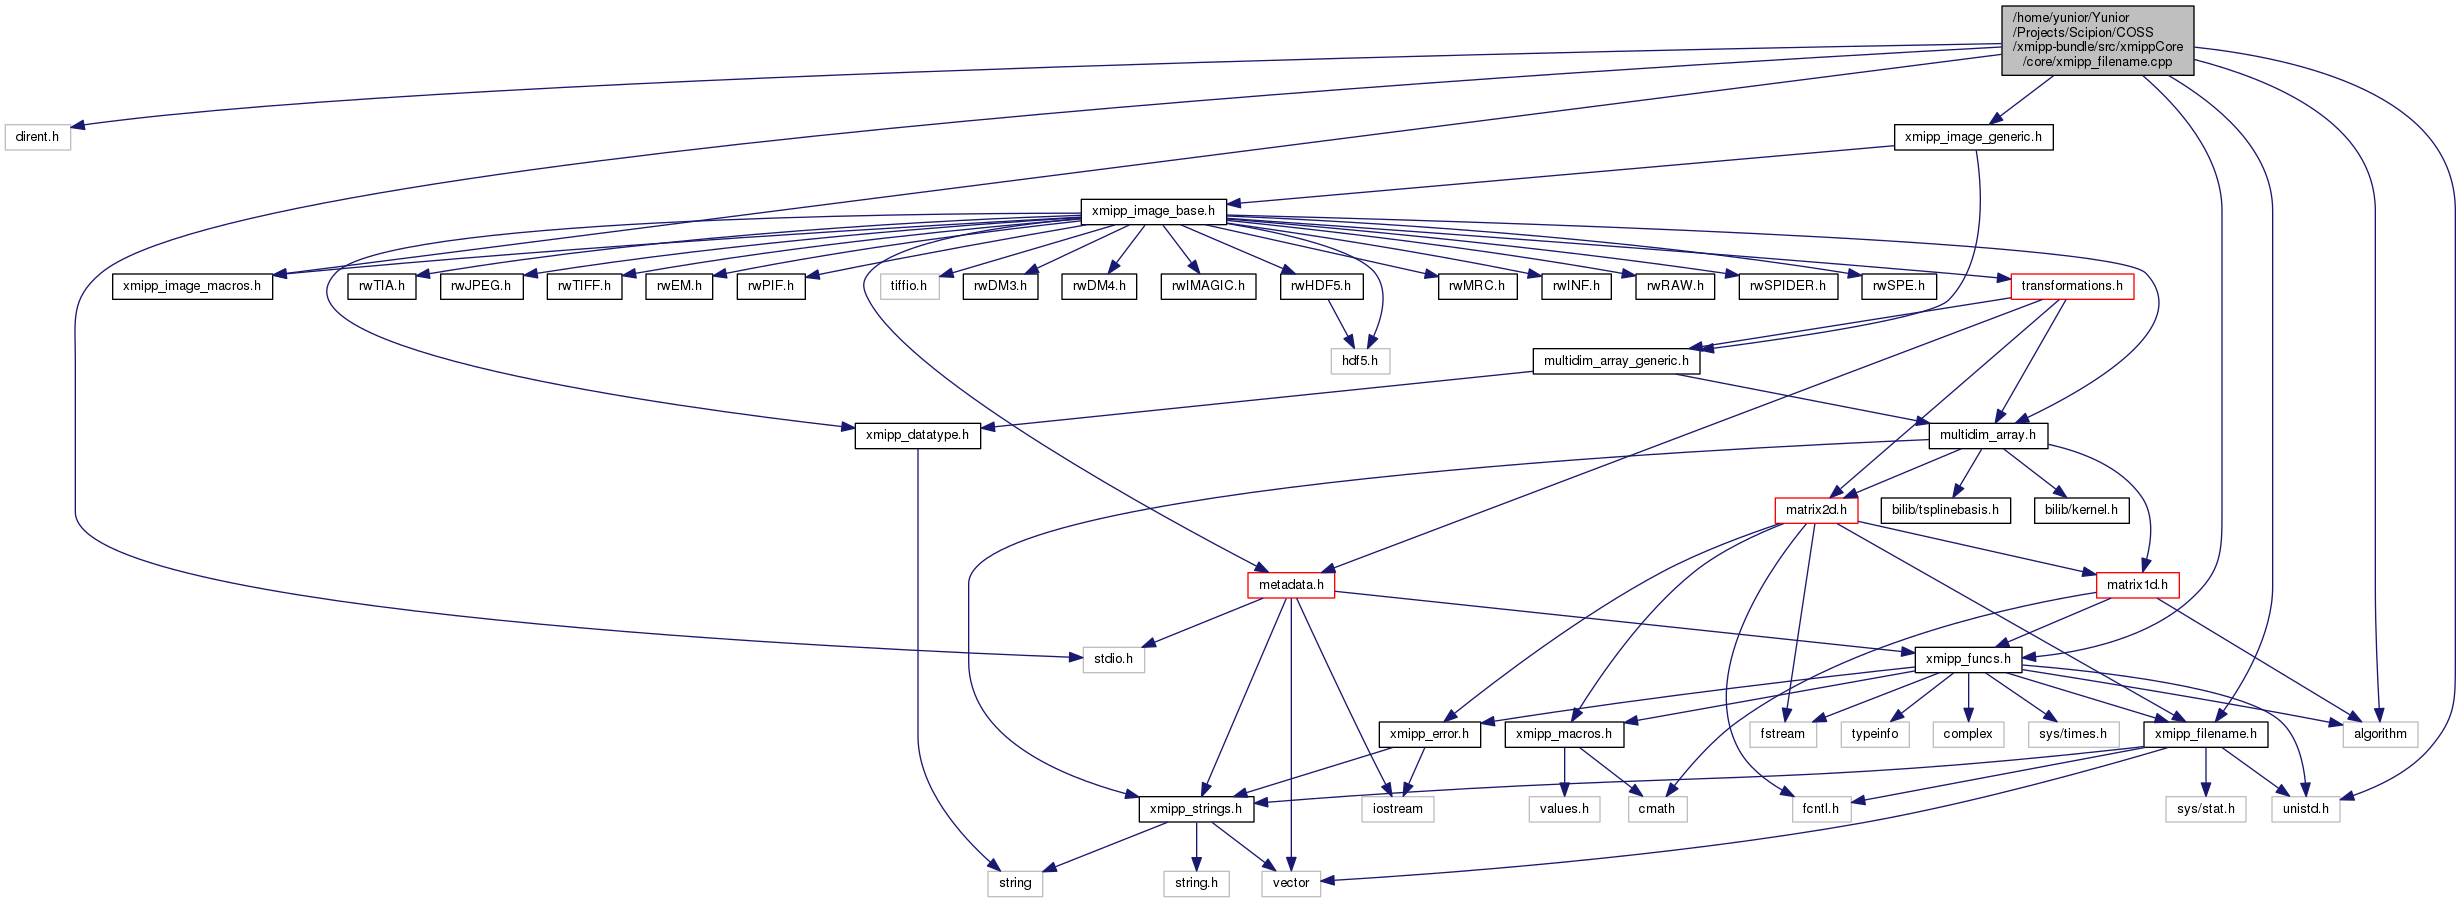 /home/yunior/Yunior
/Projects/Scipion/COSS
/xmipp-bundle/src/xmippCore
/core/xmipp_filename.cpp
dirent.h
xmipp_image_generic.h
xmipp_image_base.h
xmipp_image_macros.h
rwTIA.h
rwJPEG.h
rwTIFF.h
rwEM.h
rwPIF.h
tiffio.h
rwDM3.h
rwDM4.h
rwIMAGIC.h
rwHDF5.h
rwMRC.h
rwINF.h
rwRAW.h
rwSPIDER.h
rwSPE.h
transformations.h
hdf5.h
multidim_array_generic.h
xmipp_datatype.h
multidim_array.h
matrix2d.h
bilib/tsplinebasis.h
bilib/kernel.h
metadata.h
matrix1d.h
stdio.h
xmipp_funcs.h
xmipp_error.h
xmipp_macros.h
fstream
typeinfo
complex
sys/times.h
xmipp_filename.h
algorithm
xmipp_strings.h
iostream
values.h
cmath
fcntl.h
sys/stat.h
unistd.h
string
string.h
vector